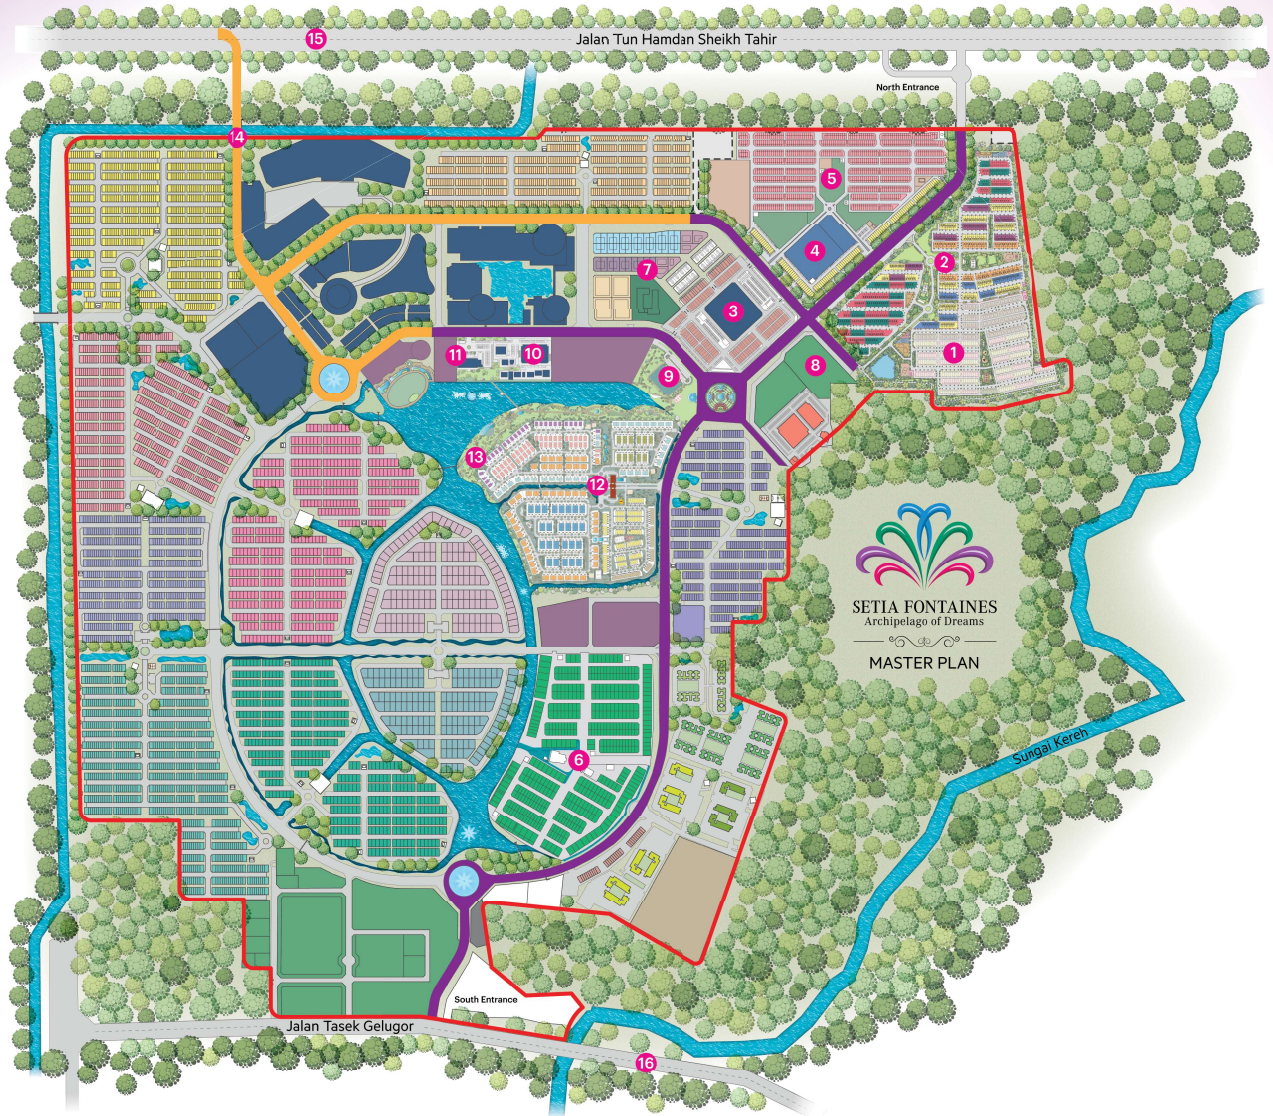 15
Jalan Tun Hamdan Sheikh Tahir
North Entrance
14
5
4
2
7
3
1
11
10
8
9
13
12
SETIA FONTAINES
Archipelago of Dreams
MASTER PLAN
6
Sungai Kereh
South Entrance
Jalan Tasek Gelugor
16